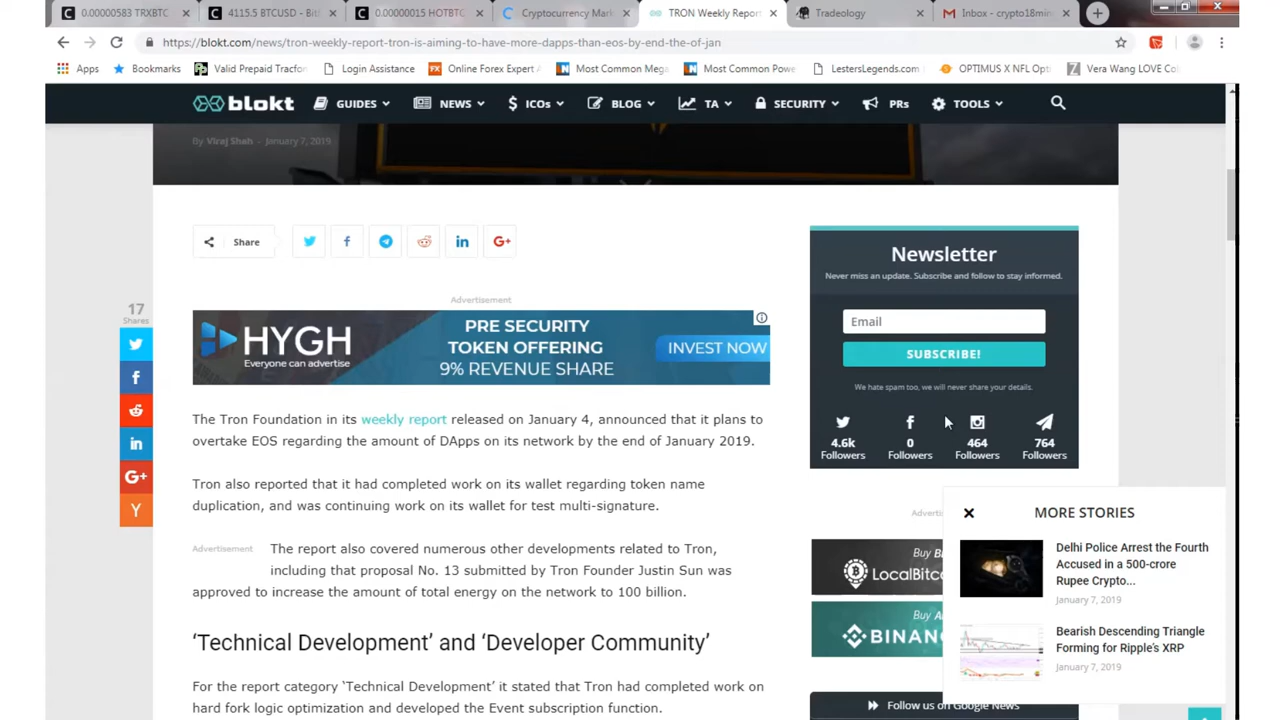 0.00000583 TRXBTC
4115.5 BTCUSD - Bit
0.00000015 HOTBTC
Cryptocurrency Mark
TRON Weekly Report
Tradeology
Inbox - crypto18min
https://blokt.com/news/tron-weekly-report-tron-is-aiming-to-have-more-dapps-than-eos-by-end-the-of-jan
Apps
Bookmarks
Valid Prepaid Tracfon
Login Assistance
Online Forex Expert A
Most Common Mega
Most Common Powe
LestersLegends.com
OPTIMUS X NFL Opti
Vera Wang LOVE Co
blokt
GUIDES
NEWS
ICOs
BLOG
TA
SECURITY
PRs
TOOLS
By Viraj Shah - January 7, 2019
Share
17
Shares
Advertisement
HYGH
Everyone can advertise
PRE SECURITY
TOKEN OFFERING
9% REVENUE SHARE
INVEST NOW
The Tron Foundation in its weekly report released on January 4, announced that it plans to
overtake EOS regarding the amount of DApps on its network by the end of January 2019.
Tron also reported that it had completed work on its wallet regarding token name
duplication, and was continuing work on its wallet for test multi-signature.
Advertisement
The report also covered numerous other developments related to Tron,
including that proposal No. 13 submitted by Tron Founder Justin Sun was
approved to increase the amount of total energy on the network to 100 billion.
‘Technical Development’ and ‘Developer Community’
For the report category ‘Technical Development’ it stated that Tron had completed work on
hard fork logic optimization and developed the Event subscription function.
Newsletter
Never miss an update. Subscribe and follow to stay informed.
Email
SUBSCRIBE!
We hate spam too, we will never share your details.
4.6k
Followers
0
Followers
464
Followers
764
Followers
Adverti
Buy B
LocalBitco
Buy A
BINAN
Follow us on Google News
MORE STORIES
Delhi Police Arrest the Fourth
Accused in a 500-crore
Rupee Crypto...
January 7, 2019
Bearish Descending Triangle
Forming for Ripple’s XRP
January 7, 2019